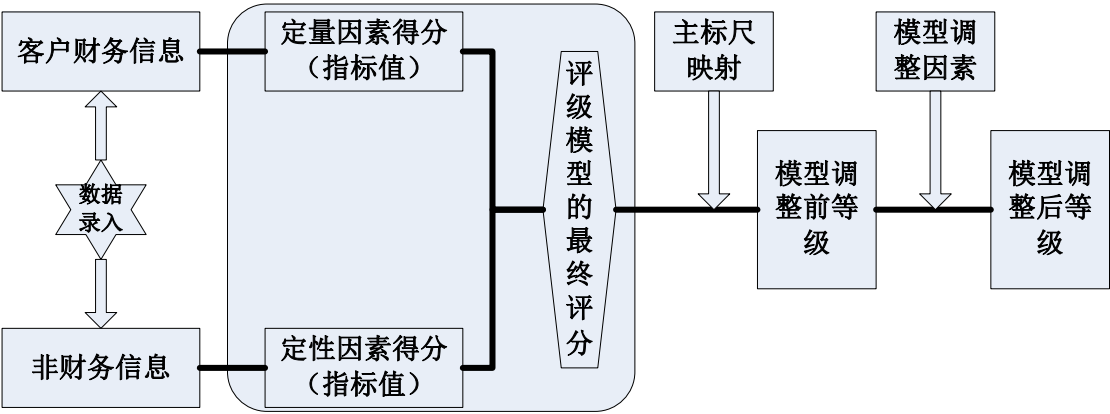 客户财务信息
定量因素得分
（指标值）
主标尺
映射
模型调
整因素
数据
录入
评级模型的最终评分
模型调
整前等
级
模型调
整后等
级
非财务信息
定性因素得分
（指标值）